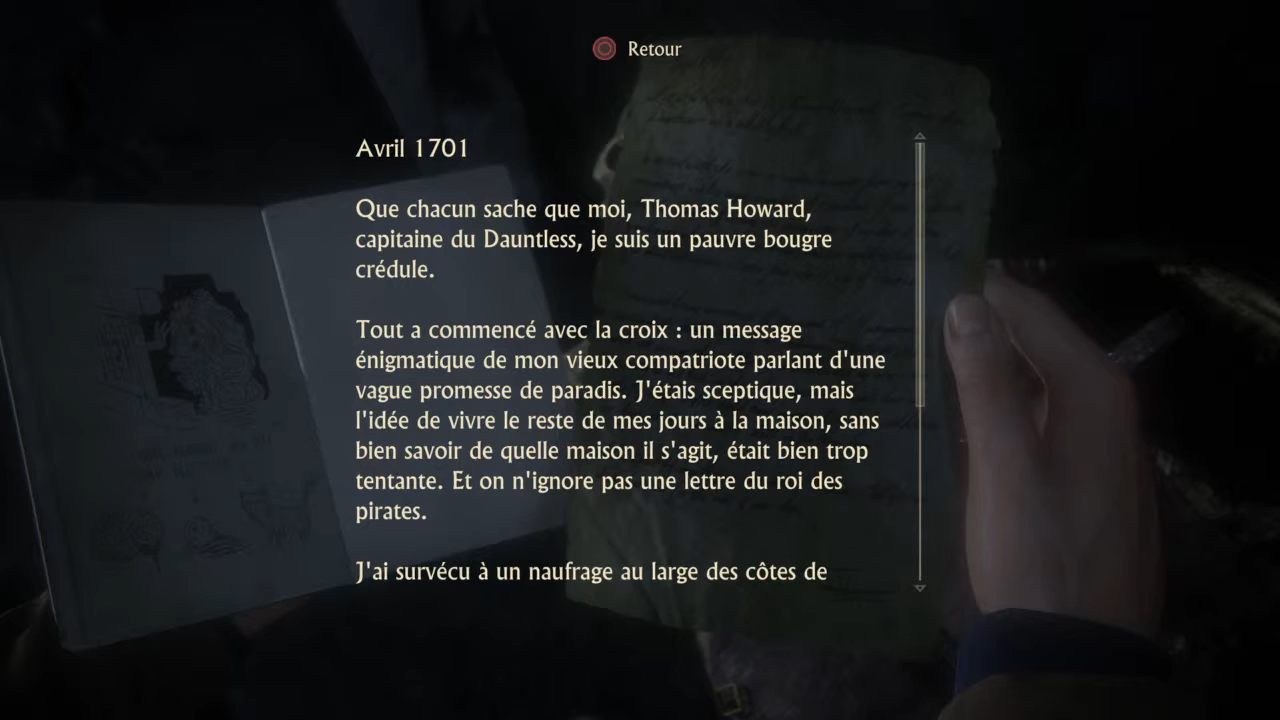 Retour
Avril 1701
Que chacun sache que moi, Thomas Howard,
capitaine du Dauntless, je suis un pauvre bougre
crédule.
Tout a commencé avec la croix : un message
énigmatique de mon vieux compatriote parlant d'une
vague promesse de paradis. J'étais sceptique, mais
l'idée de vivre le reste de mes jours à la maison, sans
bien savoir de quelle maison il s'agit, était bien trop
tentante. Et on n'ignore pas une lettre du roi des
pirates.
J'ai survécu à un naufrage au large des côtes de